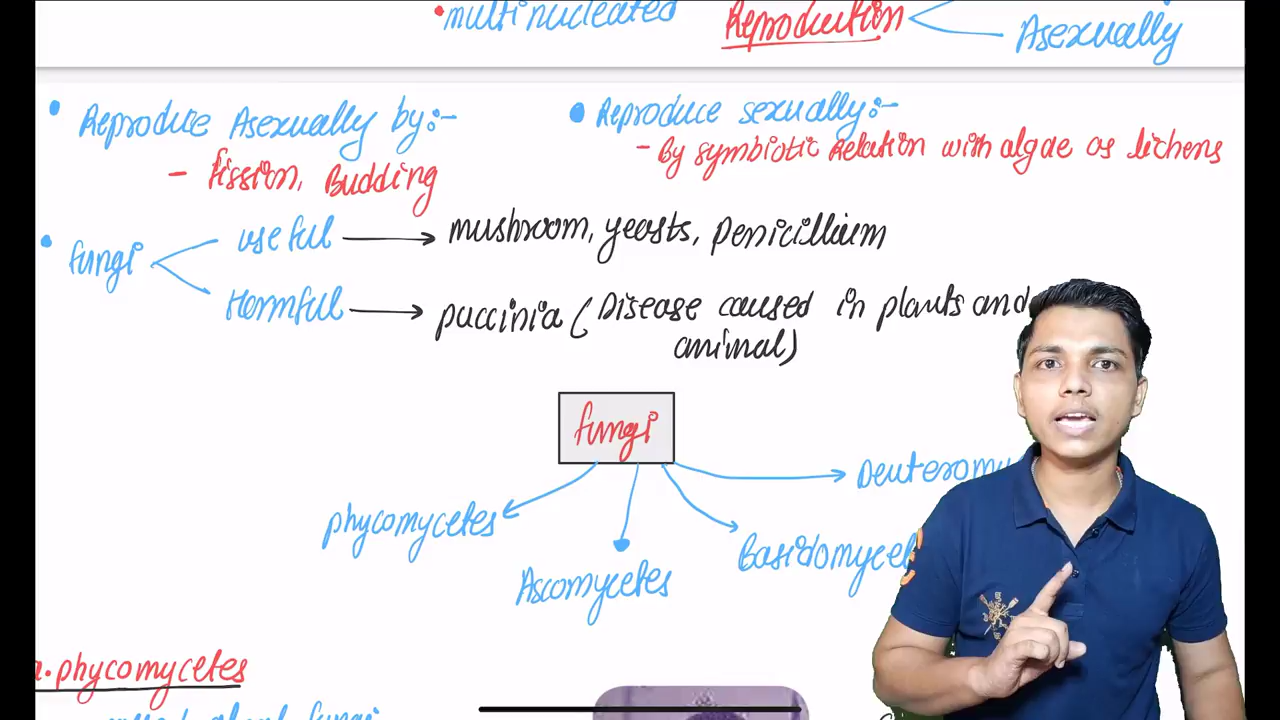 •multinucleated Reproduction
Asexually
• Reproduce Asexually by:-
- fission, Budding
• Reproduce sexually:-
- By symbiotic Relation with algae as lichens
• fungi
useful → mushroom, yeasts, penicillium
Harmful → puccinia (Disease caused in plants and
animal)
fungi
phycomycetes
Ascomycetes
a. phycomycetes